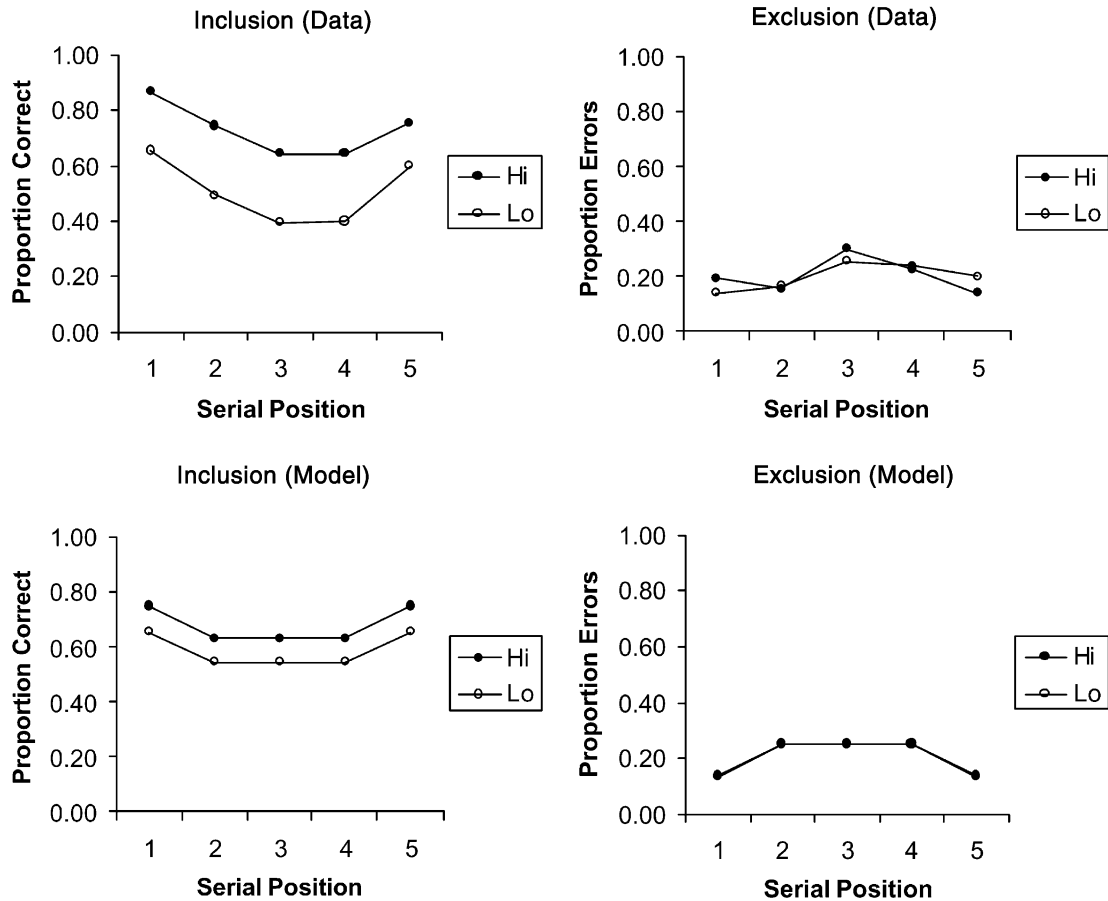 Inclusion (Data)
1.00
0.80
0.60
0.40
0.20
0.00
Proportion Correct
1 2 3 4 5
Serial Position
Hi
Lo
Exclusion (Data)
1.00
0.80
0.60
0.40
0.20
0.00
Proportion Errors
1 2 3 4 5
Serial Position
Hi
Lo
Inclusion (Model)
1.00
0.80
0.60
0.40
0.20
0.00
Proportion Correct
1 2 3 4 5
Serial Position
Hi
Lo
Exclusion (Model)
1.00
0.80
0.60
0.40
0.20
0.00
Proportion Errors
1 2 3 4 5
Serial Position
Hi
Lo